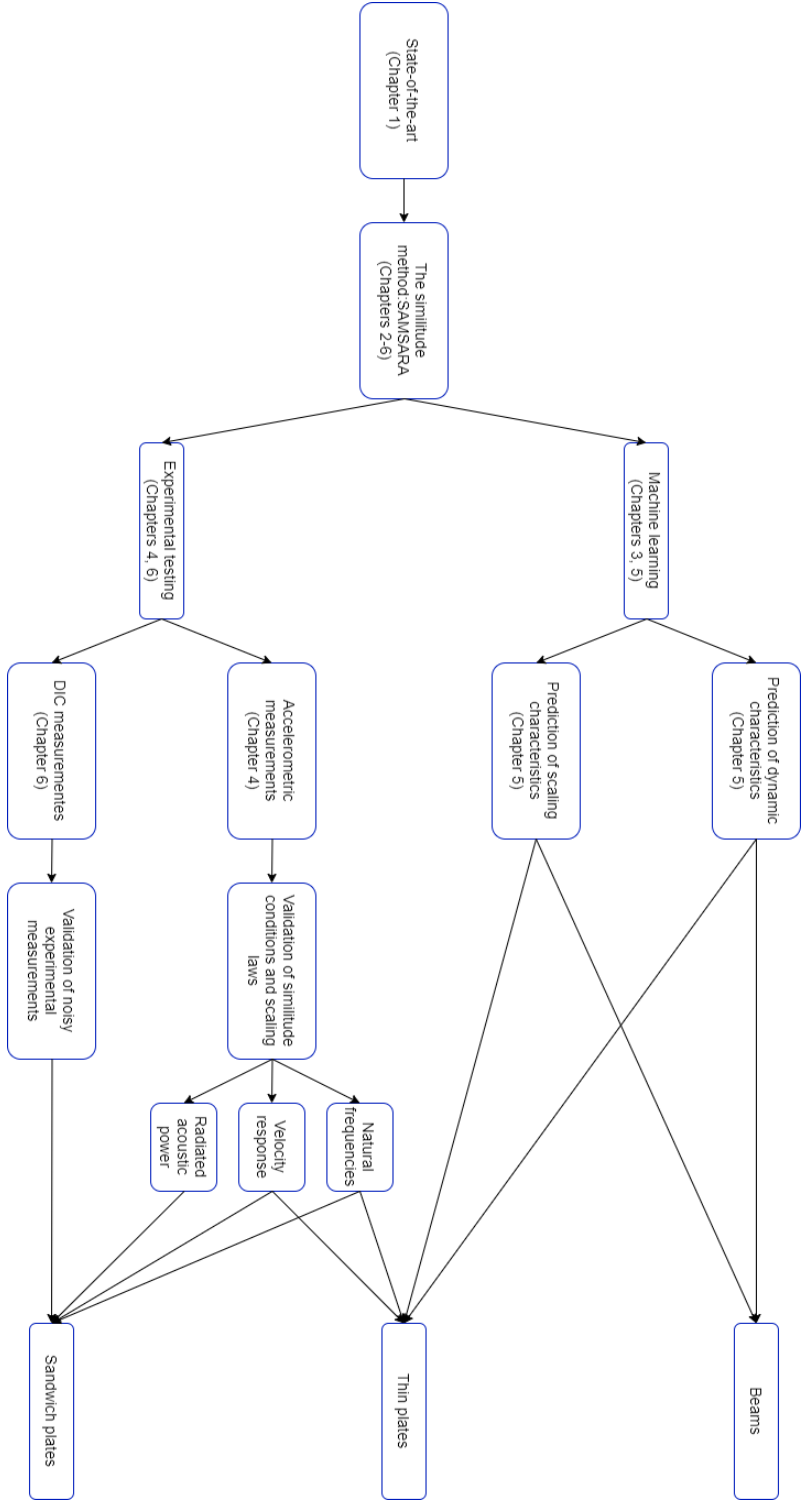 State-of-the-art
(Chapter 1)
The similitude
method:SAMSARA
(Chapters 2-6)
Machine learning
(Chapters 3, 5)
Experimental testing
(Chapters 4, 6)
Prediction of dynamic
characteristics
(Chapter 5)
Prediction of scaling
characteristics
(Chapter 5)
Accelerometric
measurements
(Chapter 4)
DIC measurementes
(Chapter 6)
Validation of similitude
conditions and scaling
laws
Validation of noisy
experimental
measurements
Natural
frequencies
Velocity
response
Radiated
acoustic
power
Beams
Thin plates
Sandwich plates